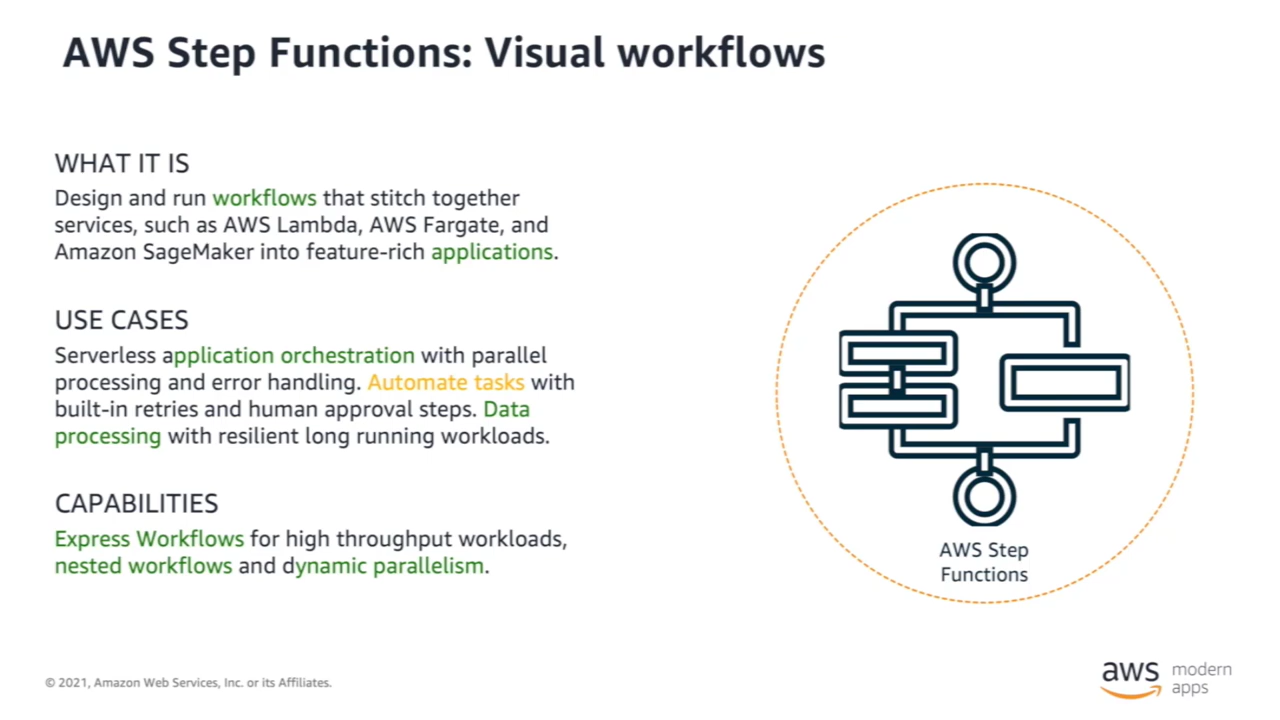 AWS Step Functions: Visual workflows
WHAT IT IS
Design and run workflows that stitch together
services, such as AWS Lambda, AWS Fargate, and
Amazon SageMaker into feature-rich applications.
USE CASES
Serverless application orchestration with parallel
processing and error handling. Automate tasks with
built-in retries and human approval steps. Data
processing with resilient long running workloads.
CAPABILITIES
Express Workflows for high throughput workloads,
nested workflows and dynamic parallelism.
AWS Step
Functions
© 2021, Amazon Web Services, Inc. or its Affiliates.
aws modern
apps